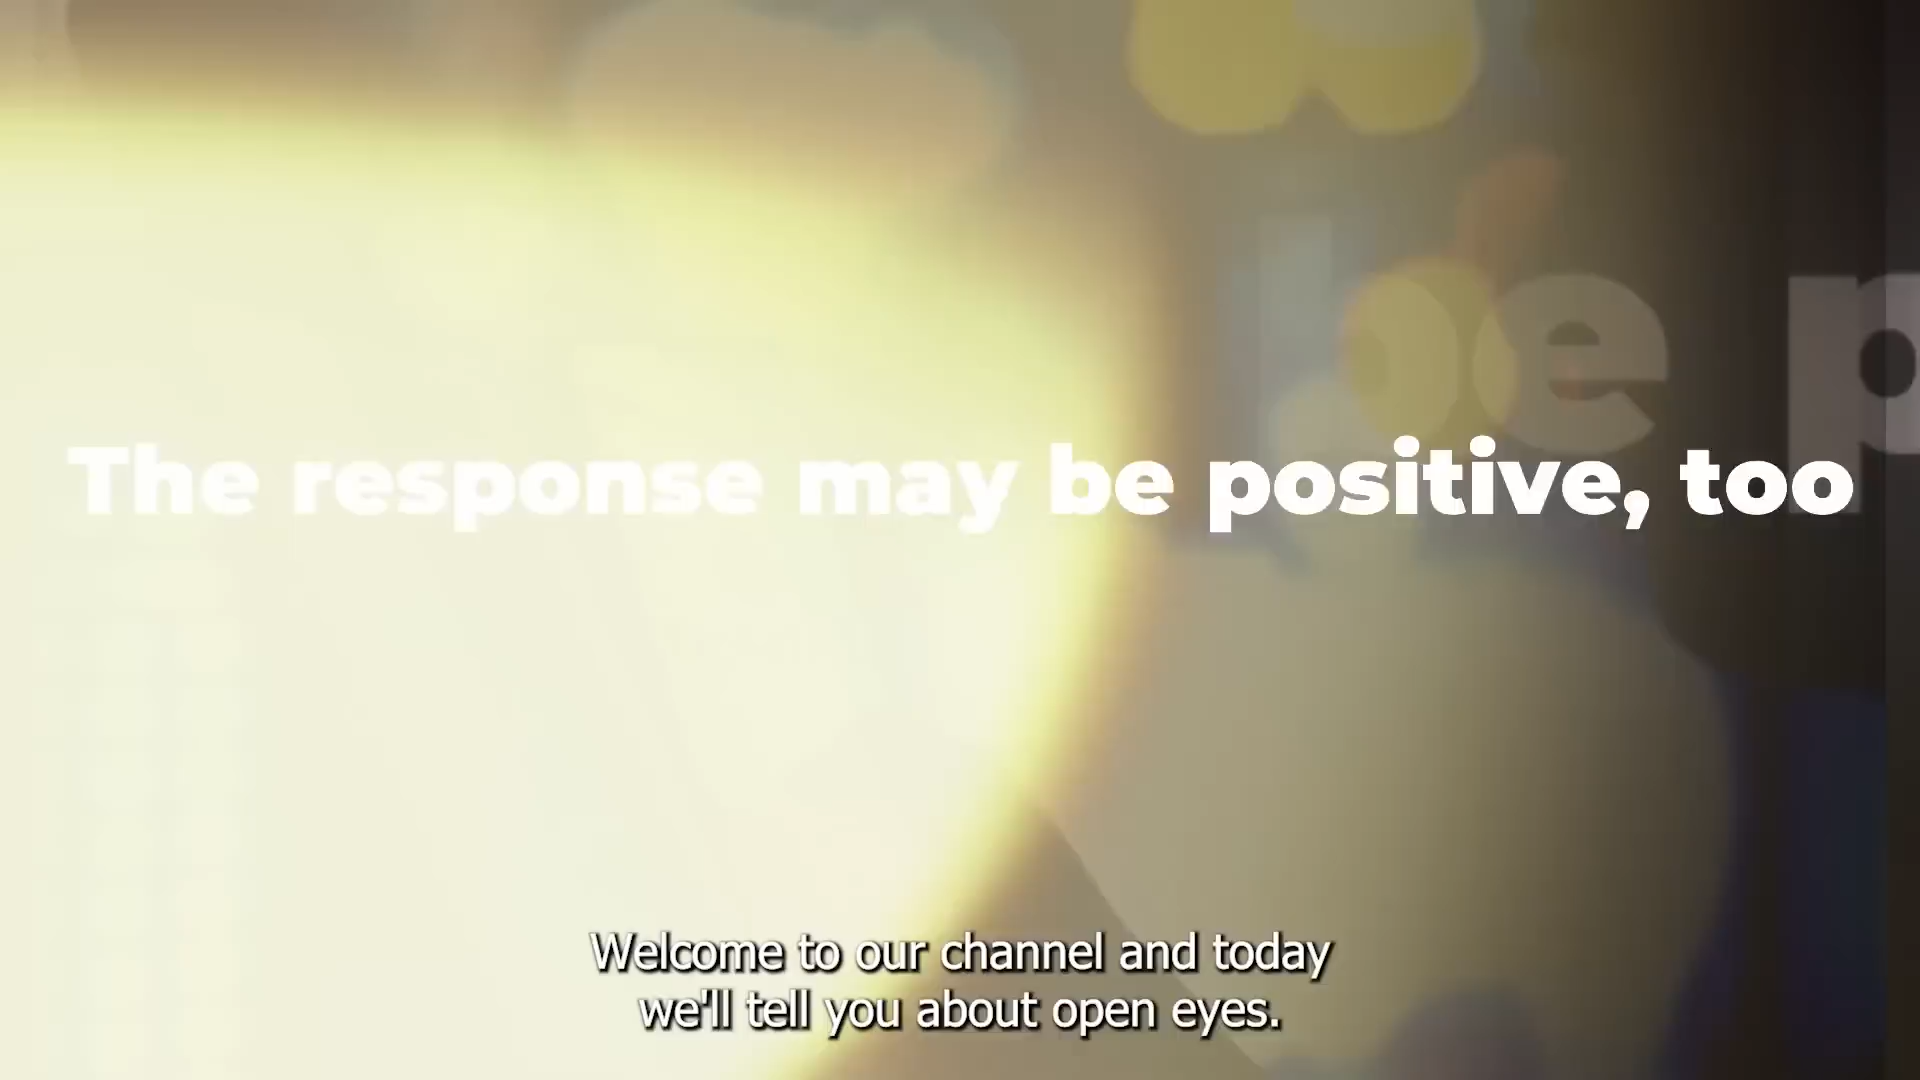 be p
The response may be positive, too
Welcome to our channel and today
we'll tell you about open eyes.